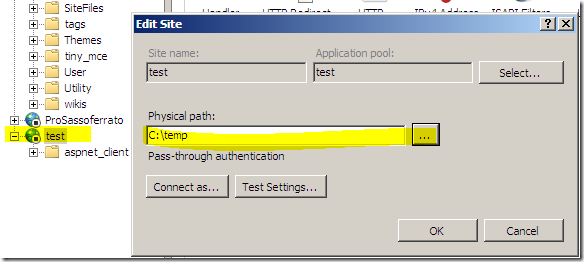 SiteFiles
tags
Themes
tiny_mce
User
Utility
wikis
ProSassoferrato
test
aspnet_client
Edit Site
Site name:
Application pool:
test
test
Select...
Physical path:
C:\temp
...
Pass-through authentication
Connect as...
Test Settings...
OK
Cancel